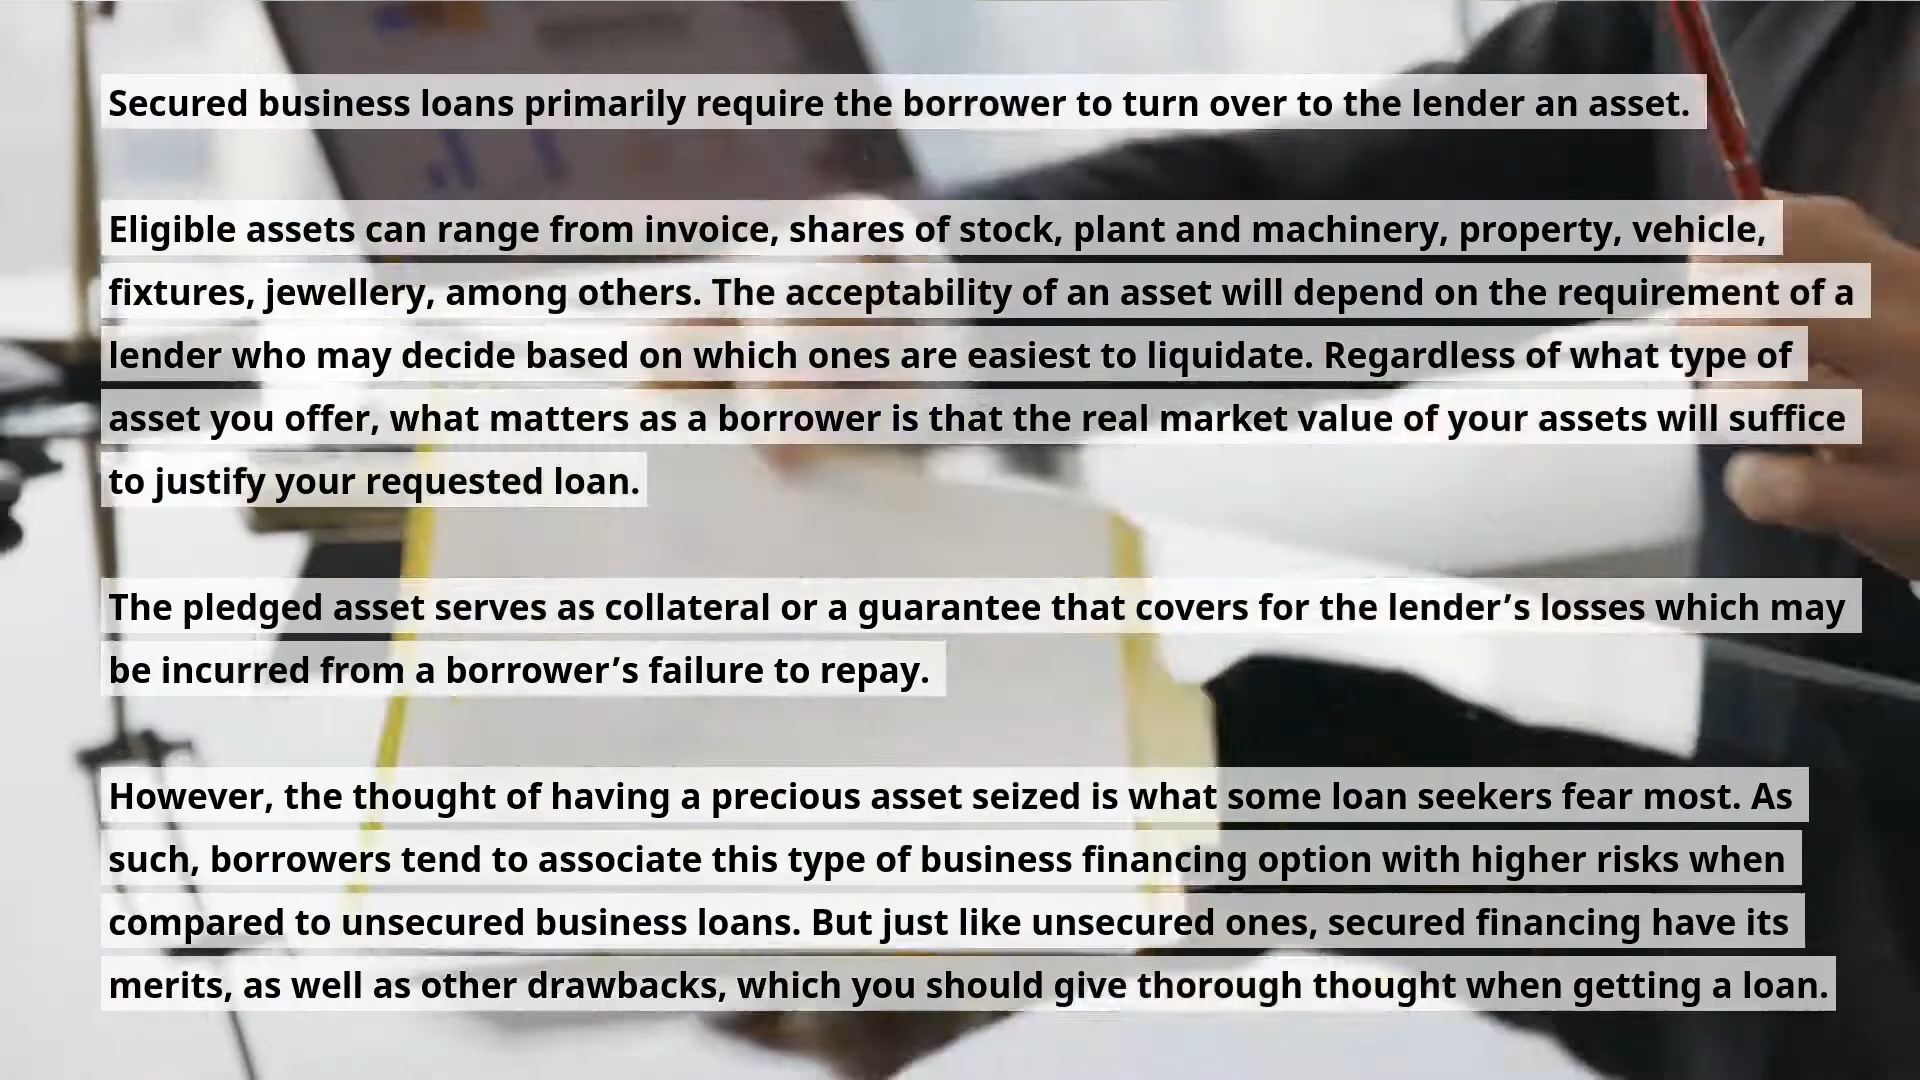 Secured business loans primarily require the borrower to turn over to the lender an asset.
Eligible assets can range from invoice, shares of stock, plant and machinery, property, vehicle,
fixtures, jewellery, among others. The acceptability of an asset will depend on the requirement of a
lender who may decide based on which ones are easiest to liquidate. Regardless of what type of
asset you offer, what matters as a borrower is that the real market value of your assets will suffice
to justify your requested loan.
The pledged asset serves as collateral or a guarantee that covers for the lender’s losses which may
be incurred from a borrower’s failure to repay.
However, the thought of having a precious asset seized is what some loan seekers fear most. As
such, borrowers tend to associate this type of business financing option with higher risks when
compared to unsecured business loans. But just like unsecured ones, secured financing have its
merits, as well as other drawbacks, which you should give thorough thought when getting a loan.